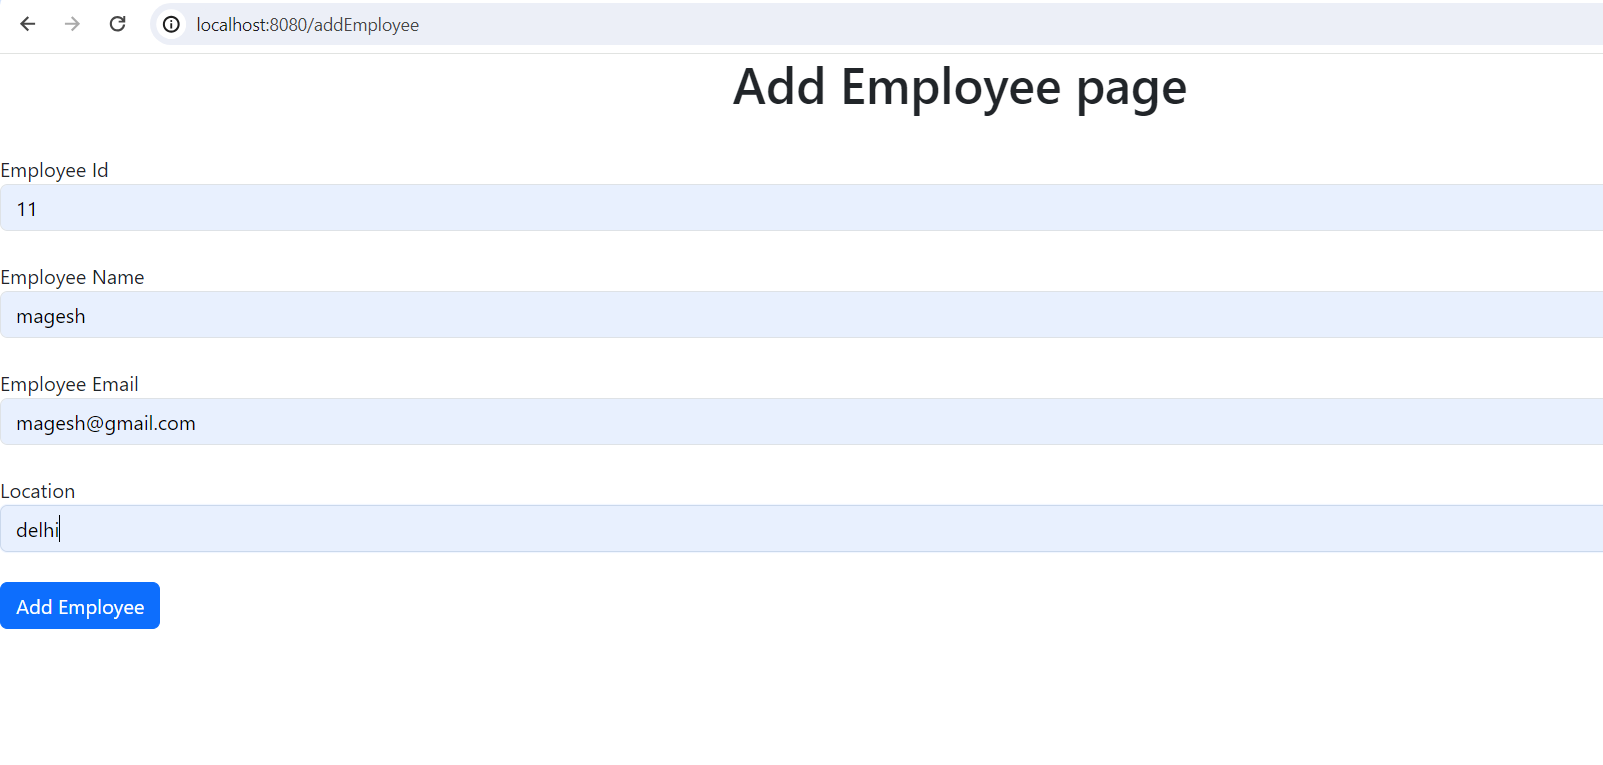 localhost:8080/addEmployee
Add Employee page
Employee Id
11
Employee Name
magesh
Employee Email
magesh@gmail.com
Location
delhi
Add Employee